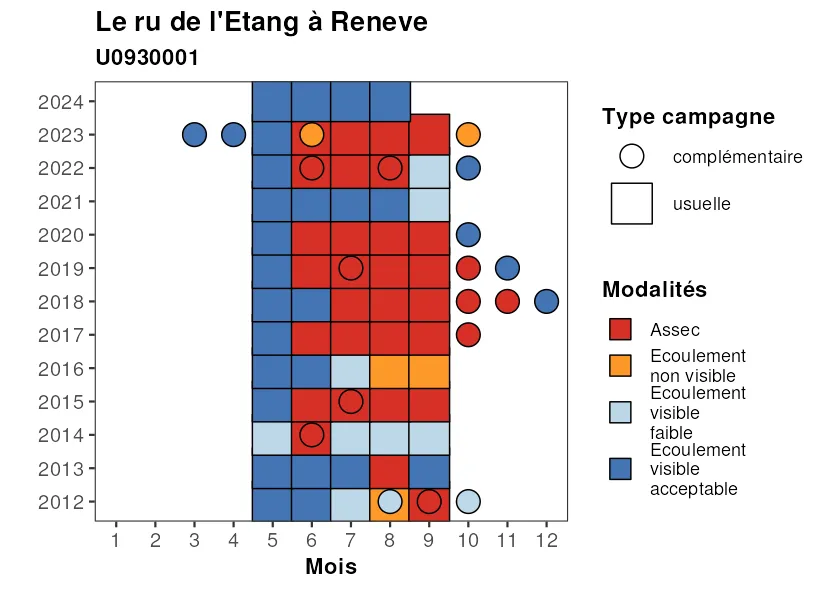 Le ru de l'Etang à Reneve
U0930001
2024
2023
2022
2021
2020
2019
2018
2017
2016
2015
2014
2013
2012
1 2 3 4 5 6 7 8 9 10 11 12
Mois
Type campagne
complémentaire
usuelle
Modalités
Assec
Ecoulement
non visible
Ecoulement
visible
faible
Ecoulement
visible
acceptable